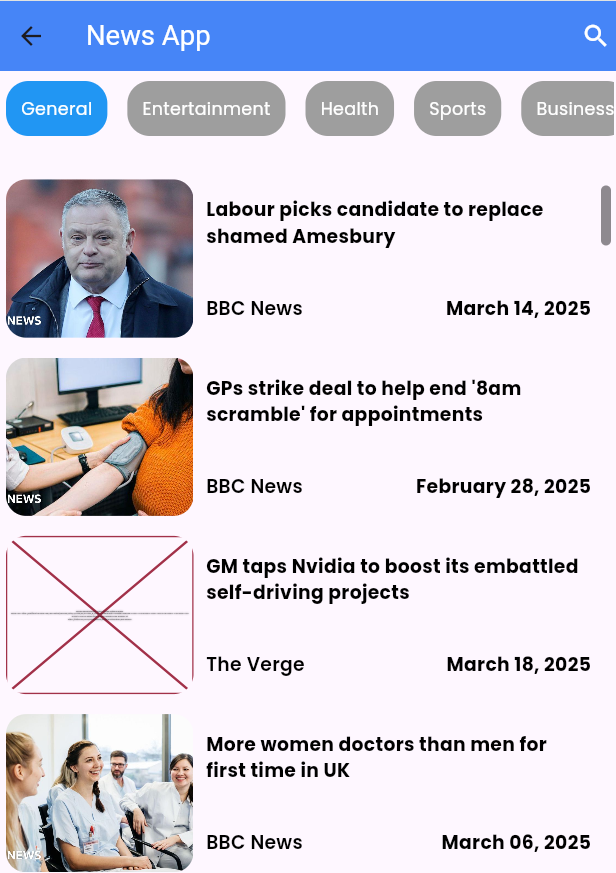 News App
General
Entertainment
Health
Sports
Business
Labour picks candidate to replace
shamed Amesbury
NEWS
BBC News
March 14, 2025
GPs strike deal to help end '8am
scramble' for appointments
NEWS
BBC News
February 28, 2025
GM taps Nvidia to boost its embattled
self-driving projects
The Verge
March 18, 2025
More women doctors than men for
first time in UK
NEWS
BBC News
March 06, 2025